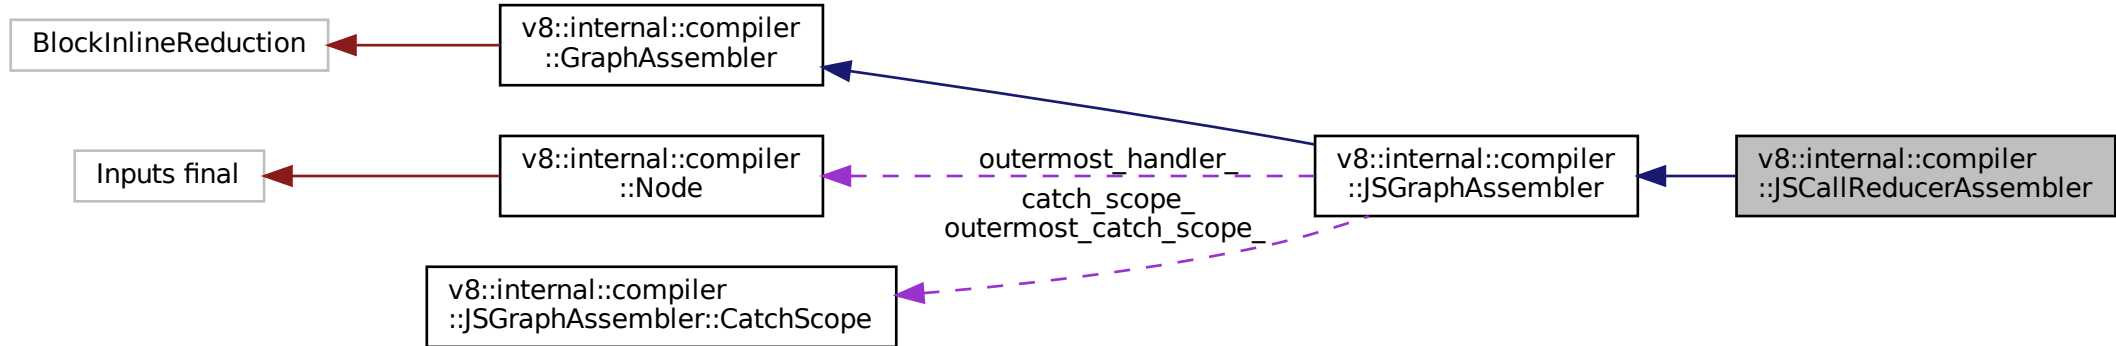 BlockInlineReduction
v8::internal::compiler
::GraphAssembler
Inputs final
v8::internal::compiler
::Node
outermost_handler_
catch_scope_
outermost_catch_scope_
v8::internal::compiler
::JSGraphAssembler
v8::internal::compiler
::JSCallReducerAssembler
v8::internal::compiler
::JSGraphAssembler::CatchScope